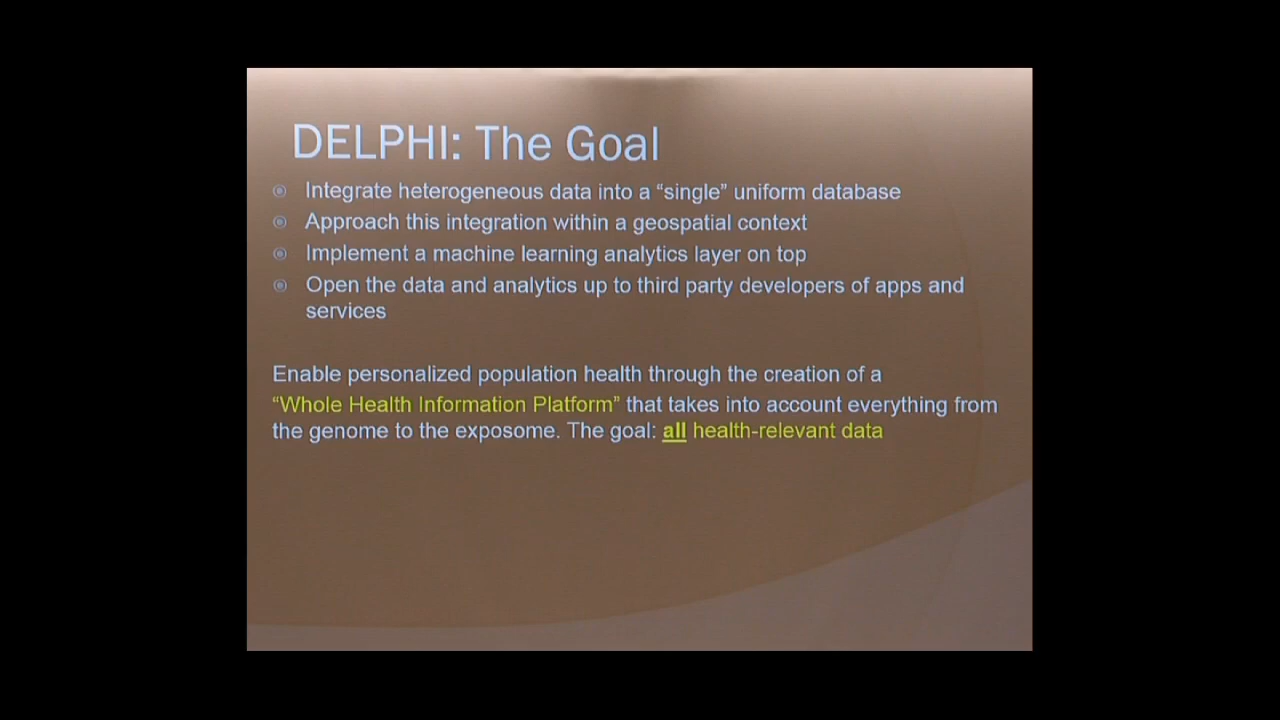 DELPHI: The Goal
Integrate heterogeneous data into a “single” uniform database
Approach this integration within a geospatial context
Implement a machine learning analytics layer on top
Open the data and analytics up to third party developers of apps and
services
Enable personalized population health through the creation of a
“Whole Health Information Platform” that takes into account everything from
the genome to the exposome. The goal: all health-relevant data